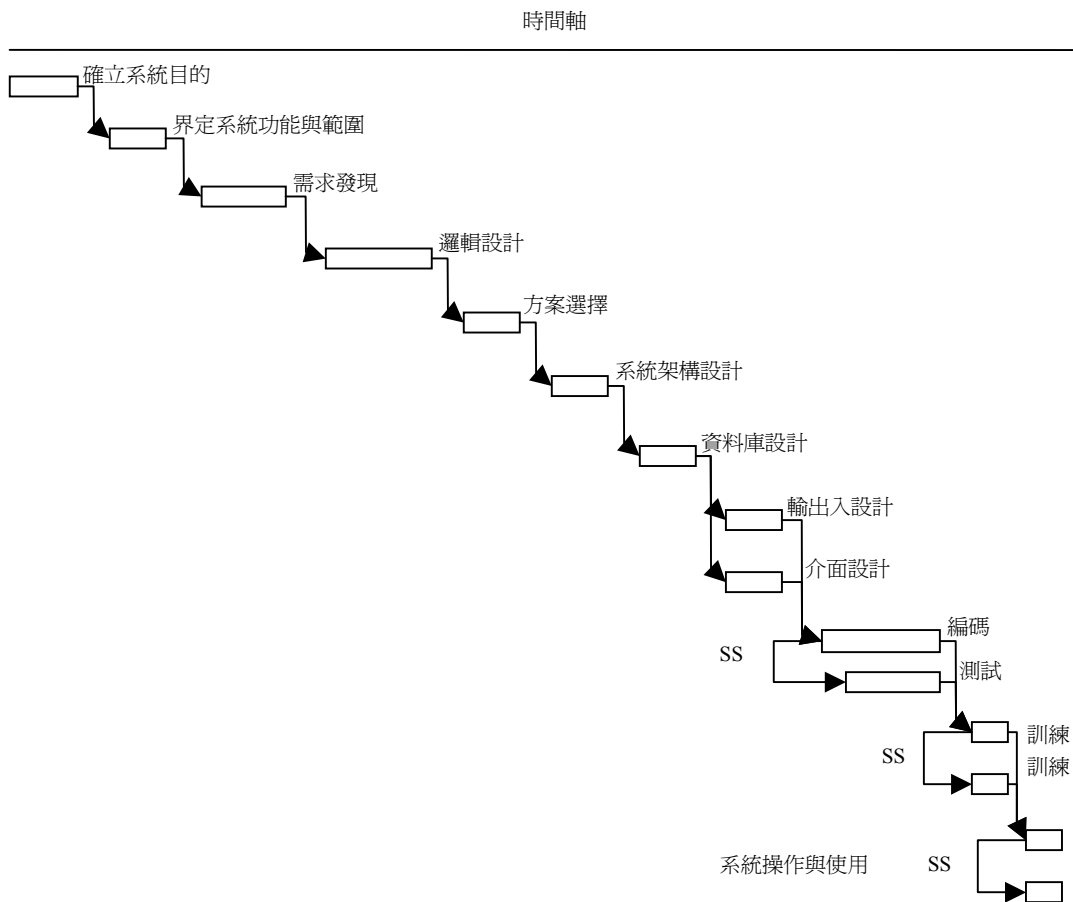 時間軸
確立系統目的
界定系統功能與範圍
需求發現
邏輯設計
方案選擇
系統架構設計
資料庫設計
輸出入設計
介面設計
編碼
SS
測試
訓練
SS
訓練
系統操作與使用
SS